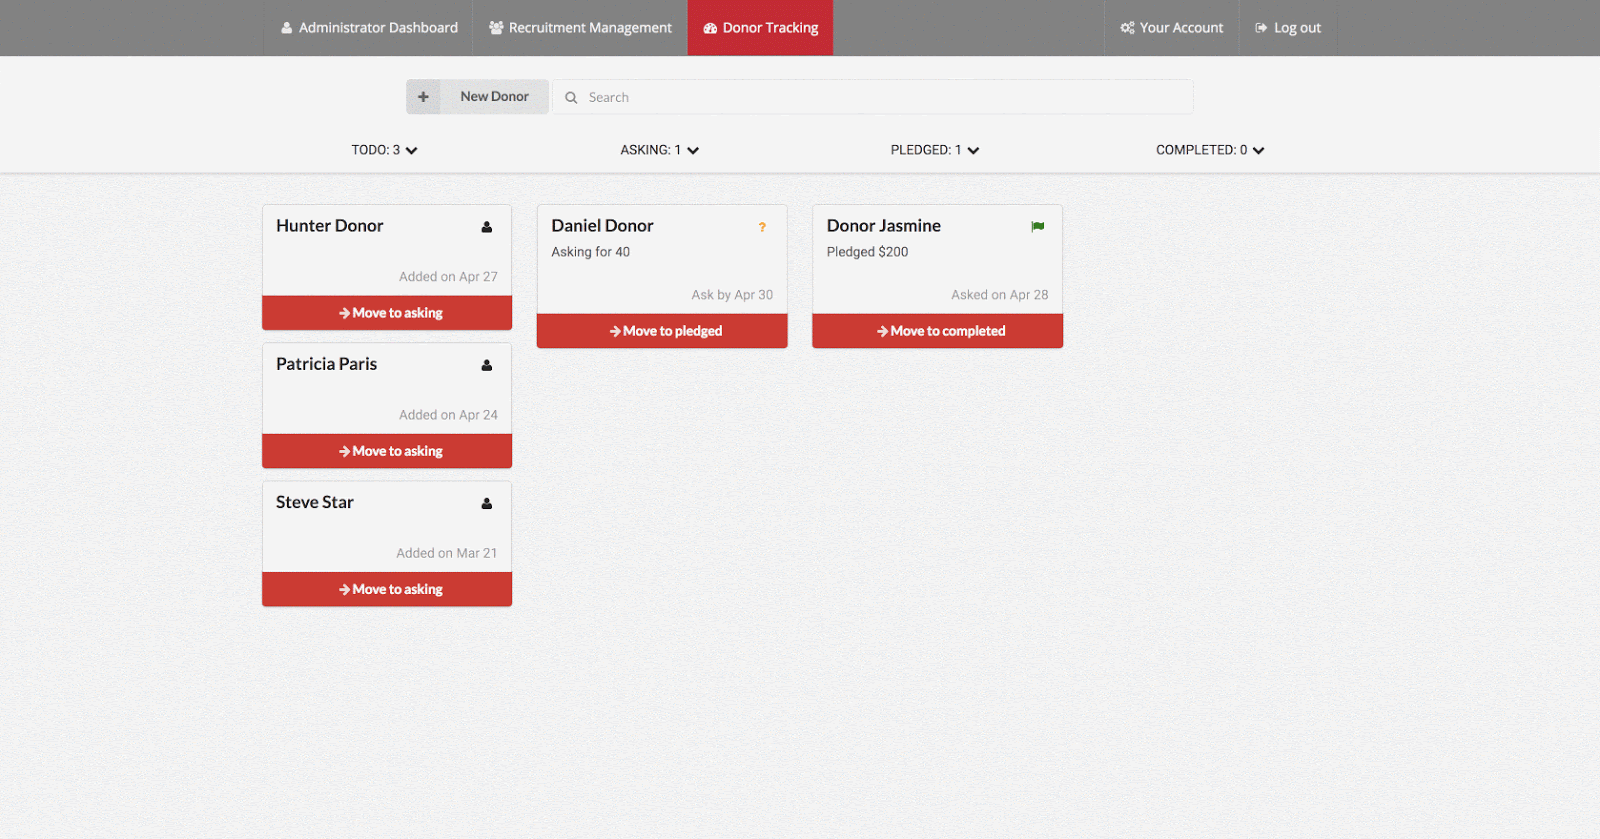 Administrator Dashboard
Recruitment Management
Donor Tracking
Your Account
Log out
New Donor
Search
TODO: 3
ASKING: 1
PLEDGED: 1
COMPLETED: 0
Hunter Donor
Added on Apr 27
Move to asking
Patricia Paris
Added on Apr 24
Move to asking
Steve Star
Added on Mar 21
Move to asking
Daniel Donor
?
Asking for 40
Ask by Apr 30
Move to pledged
Donor Jasmine
Pledged $200
Asked on Apr 28
Move to completed